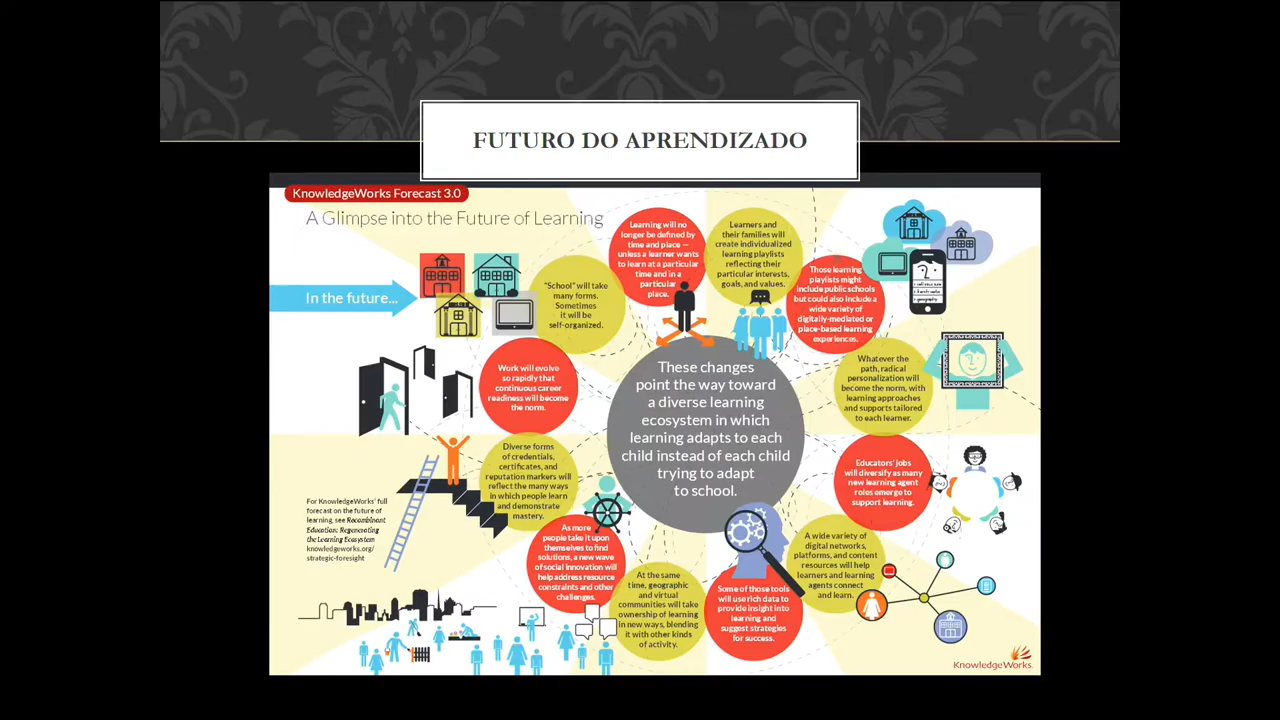 FUTURO DO APRENDIZADO
KnowledgeWorks Forecast 3.0
A Glimpse into the Future of Learning
In the future...
"School" will take
many forms.
Sometimes
it will be
self-organized.
Learning will no
longer be defined by
time and place —
unless a learner wants
to learn at a particular
time and in a
particular
place.
Learners and
their families will
create individualized
learning playlists
reflecting their
particular interests,
goals, and values.
Those learning
playlists might
include public schools
but could also include a
wide variety of
digitally-mediated or
place-based learning
experiences.
Whatever the
path, radical
personalization will
become the norm, with
learning approaches
and supports tailored
to each learner.
Educators' jobs
will diversify as many
new learning agent
roles emerge to
support learning.
A wide variety of
digital networks,
platforms, and content
resources will help
learners and learning
agents connect
and learn.
Some of those tools
will use rich data to
provide insight into
learning and
suggest strategies
for success.
At the same
time, geographic
and virtual
communities will take
ownership of learning
in new ways, blending
it with other kinds
of activity.
As more
people take it upon
themselves to find
solutions, a new wave
of social innovation will
help address resource
constraints and other
challenges.
Diverse forms
of credentials,
certificates, and
reputation markers will
reflect the many ways
in which people learn
and demonstrate
mastery.
Work will evolve
so rapidly that
continuous career
readiness will become
the norm.
These changes
point the way toward
a diverse learning
ecosystem in which
learning adapts to each
child instead of each child
trying to adapt
to school.
For KnowledgeWorks' full
forecast on the future of
learning, see Recombinant
Education: Regenerating
the Learning Ecosystem
knowledgeworks.org/
strategic-foresight
KnowledgeWorks